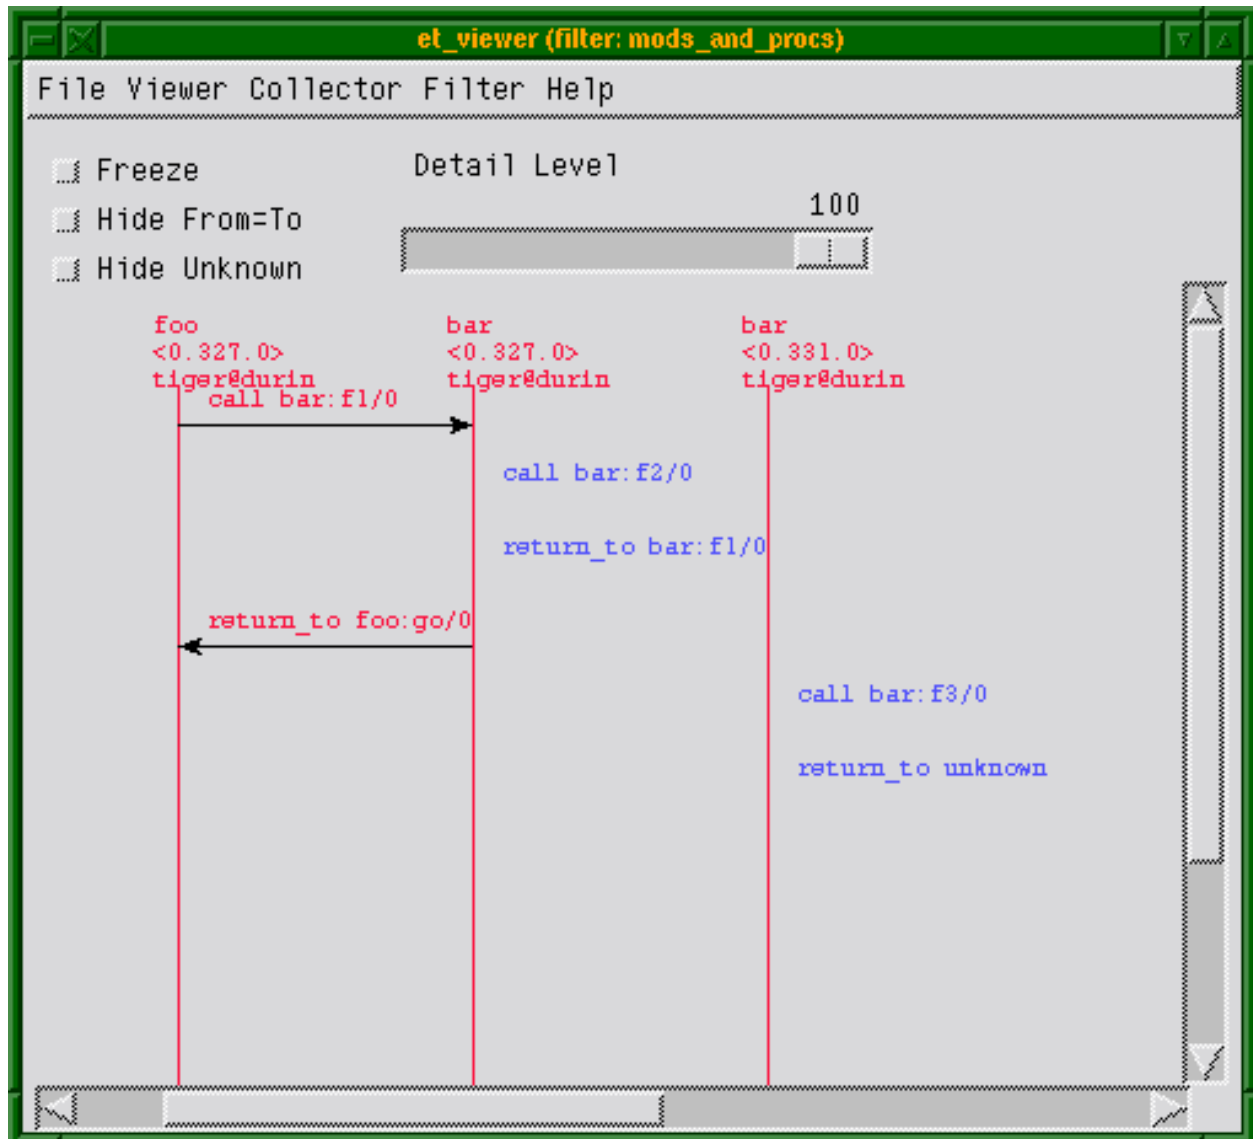 et_viewer (filter: mods_and_procs)
File Viewer Collector Filter Help
Freeze
Hide From=To
Hide Unknown
Detail Level
100
foo
<0.327.0>
tiger@durin
bar
<0.327.0>
tiger@durin
bar
<0.331.0>
tiger@durin
call bar:f1/0
call bar:f2/0
return_to bar:f1/0
return_to foo:go/0
call bar:f3/0
return_to unknown